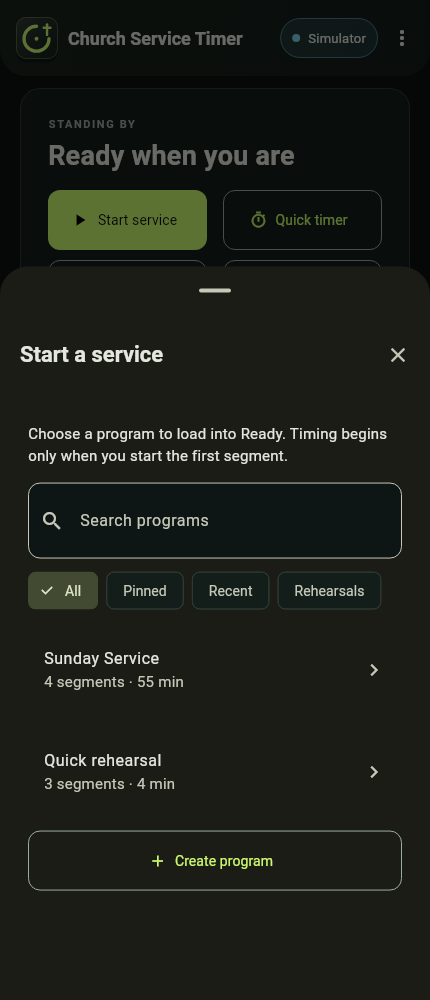 Church Service Timer
Simulator
STANDING BY
Ready when you are
Start service
Quick timer
Start a service
Choose a program to load into Ready. Timing begins
only when you start the first segment.
Search programs
All
Pinned
Recent
Rehearsals
Sunday Service
4 segments · 55 min
Quick rehearsal
3 segments · 4 min
Create program